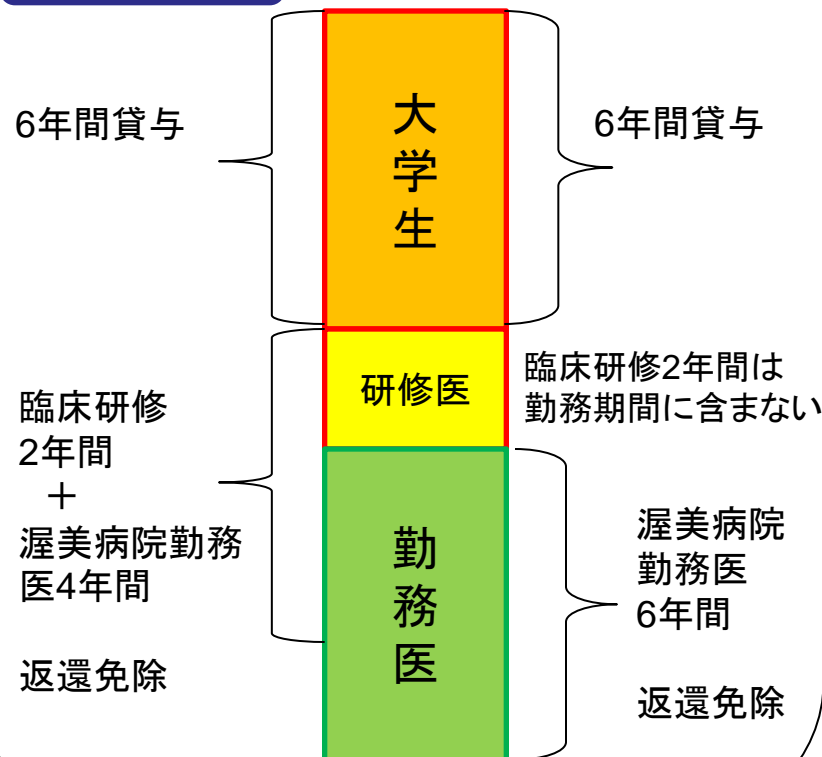 6年間貸与
大学生
6年間貸与
研修医
臨床研修2年間は
勤務期間に含まない
臨床研修
2年間
＋
渥美病院勤務
医4年間
返還免除
勤務医
渥美病院
勤務医
6年間
返還免除